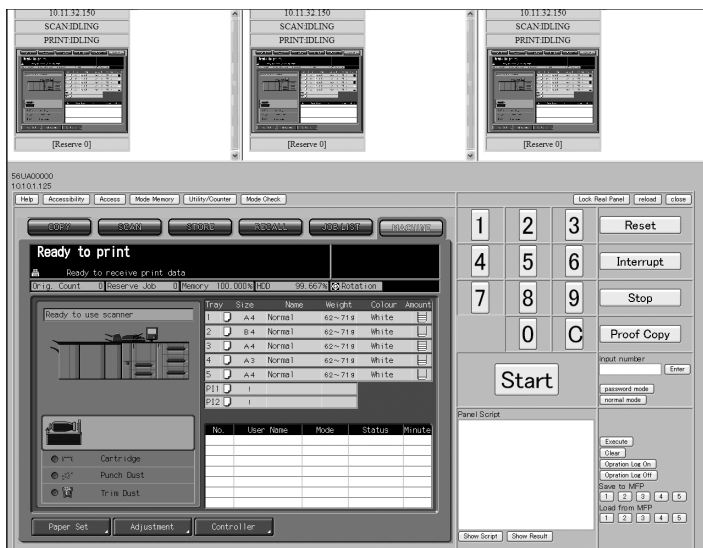 10.11.32.150
SCAN:IDLING
PRINT:IDLING
[Reserve 0]
10.11.32.150
SCAN:IDLING
PRINT:IDLING
[Reserve 0]
10.11.32.150
SCAN:IDLING
PRINT:IDLING
[Reserve 0]
56UA00000
10.10.1.125
Help Accessibility Access Mode Memory Utility/Counter Mode Check Lock Real Panel reload close
COPY SCAN STORE RECALL JOB LIST MACHINE
Ready to print
Ready to receive print data
Orig. Count 0 Reserve Job 0 Memory 100.000% HDD 99.667% Rotation
Ready to use scanner
Tray Size Name Weight Colour Amount
1 A4 Normal 62~71g White
2 B4 Normal 62~71g White
3 A4 Normal 62~71g White
4 A3 Normal 62~71g White
5 A4 Normal 62~71g White
PI1 !
PI2 !
No. User Name Mode Status Minute
Cartridge
Punch Dust
Trim Dust
Paper Set Adjustment Controller
1 2 3 Reset
4 5 6 Interrupt
7 8 9 Stop
0 C Proof Copy
Start
input number
Enter
password mode
normal mode
Panel Script
Execute
Clear
Opration Log On
Opration Log Off
Save to MFP
1 2 3 4 5
Load from MFP
1 2 3 4 5
Show Script Show Result